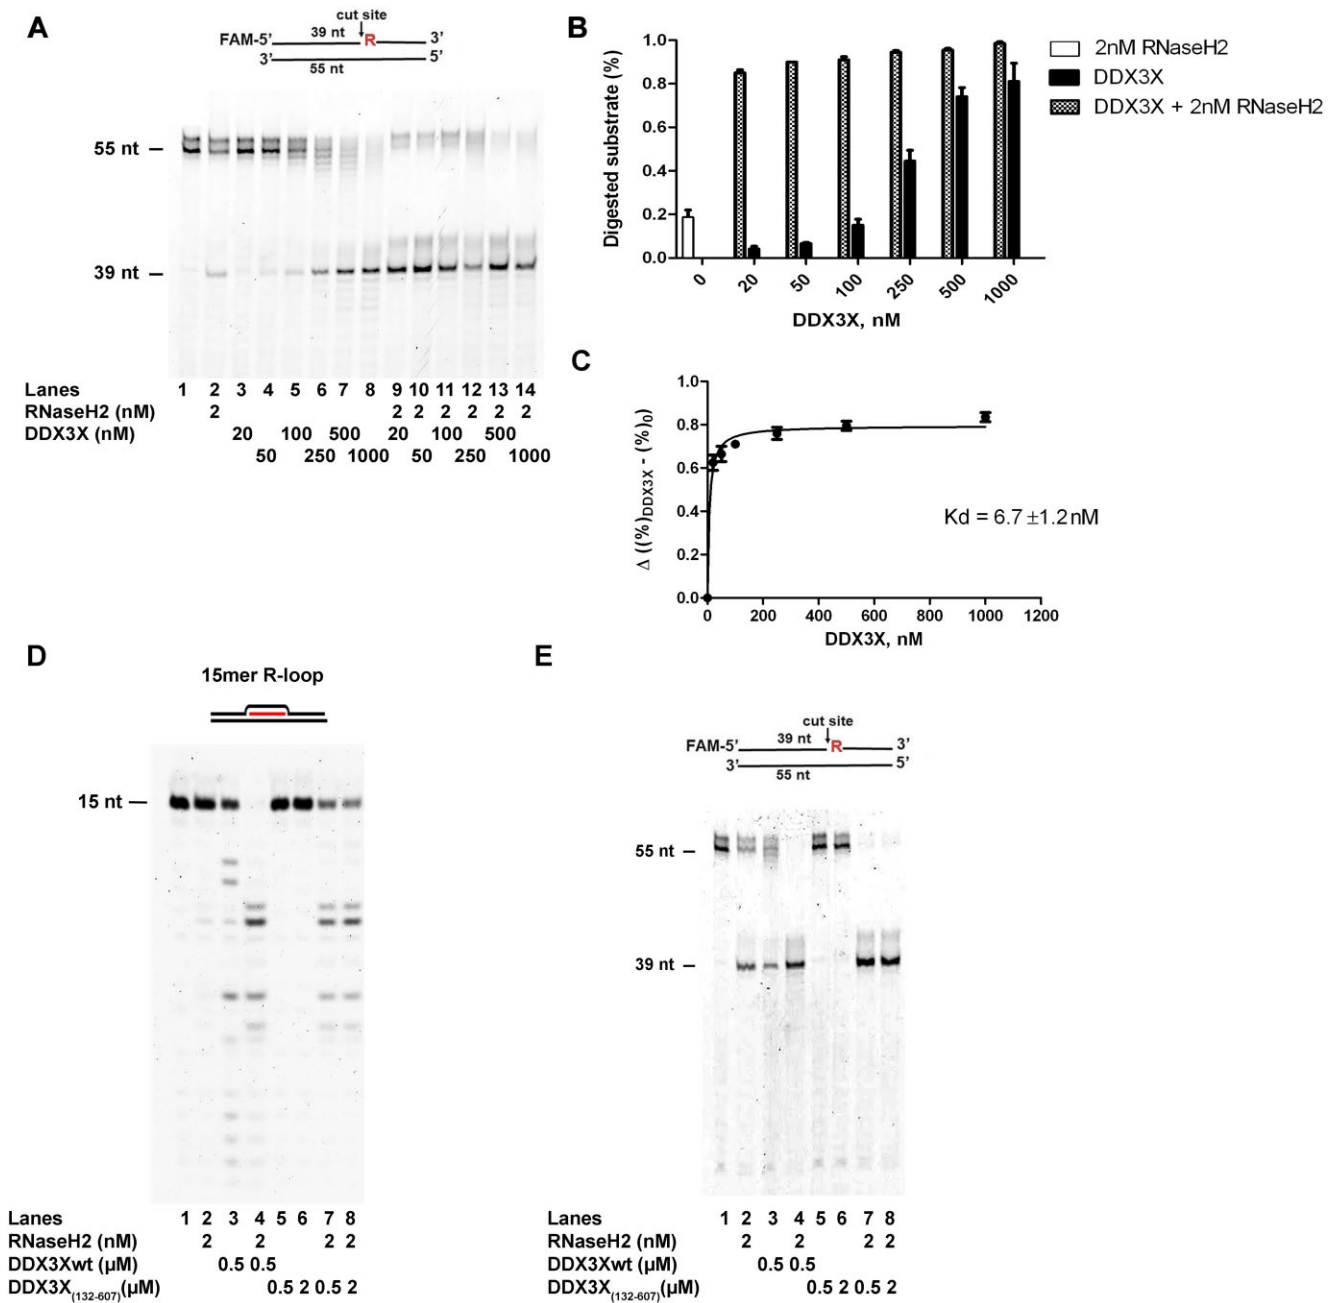 A
cut site
39 nt
FAM-5'
R
3'
3'
5'
55 nt
55 nt
39 nt
Lanes 1 2 3 4 5 6 7 8 9 10 11 12 13 14
RNaseH2 (nM) 2 2 2 2 2 2 2
DDX3X (nM) 20 100 500 20 100 500
50 250 1000 50 250 1000
B
1.0
0.8
0.6
0.4
0.2
0.0
Digested substrate (%)
0 20 50 100 250 500 1000
DDX3X, nM
2nM RNaseH2
DDX3X
DDX3X + 2nM RNaseH2
C
1.0
0.8
0.6
0.4
0.2
0.0
Δ ((%)DDX3X - (%)0)
Kd = 6.7 ±1.2nM
0 200 400 600 800 1000 1200
DDX3X, nM
D
15mer R-loop
15 nt
Lanes 1 2 3 4 5 6 7 8
RNaseH2 (nM) 2 2 2 2
DDX3Xwt (µM) 0.5 0.5
DDX3X(132-607)(µM) 0.5 2 0.5 2
E
cut site
39 nt
FAM-5'
R
3'
3'
5'
55 nt
55 nt
39 nt
Lanes 1 2 3 4 5 6 7 8
RNaseH2 (nM) 2 2 2 2
DDX3Xwt (µM) 0.5 0.5
DDX3X(132-607)(µM) 0.5 2 0.5 2